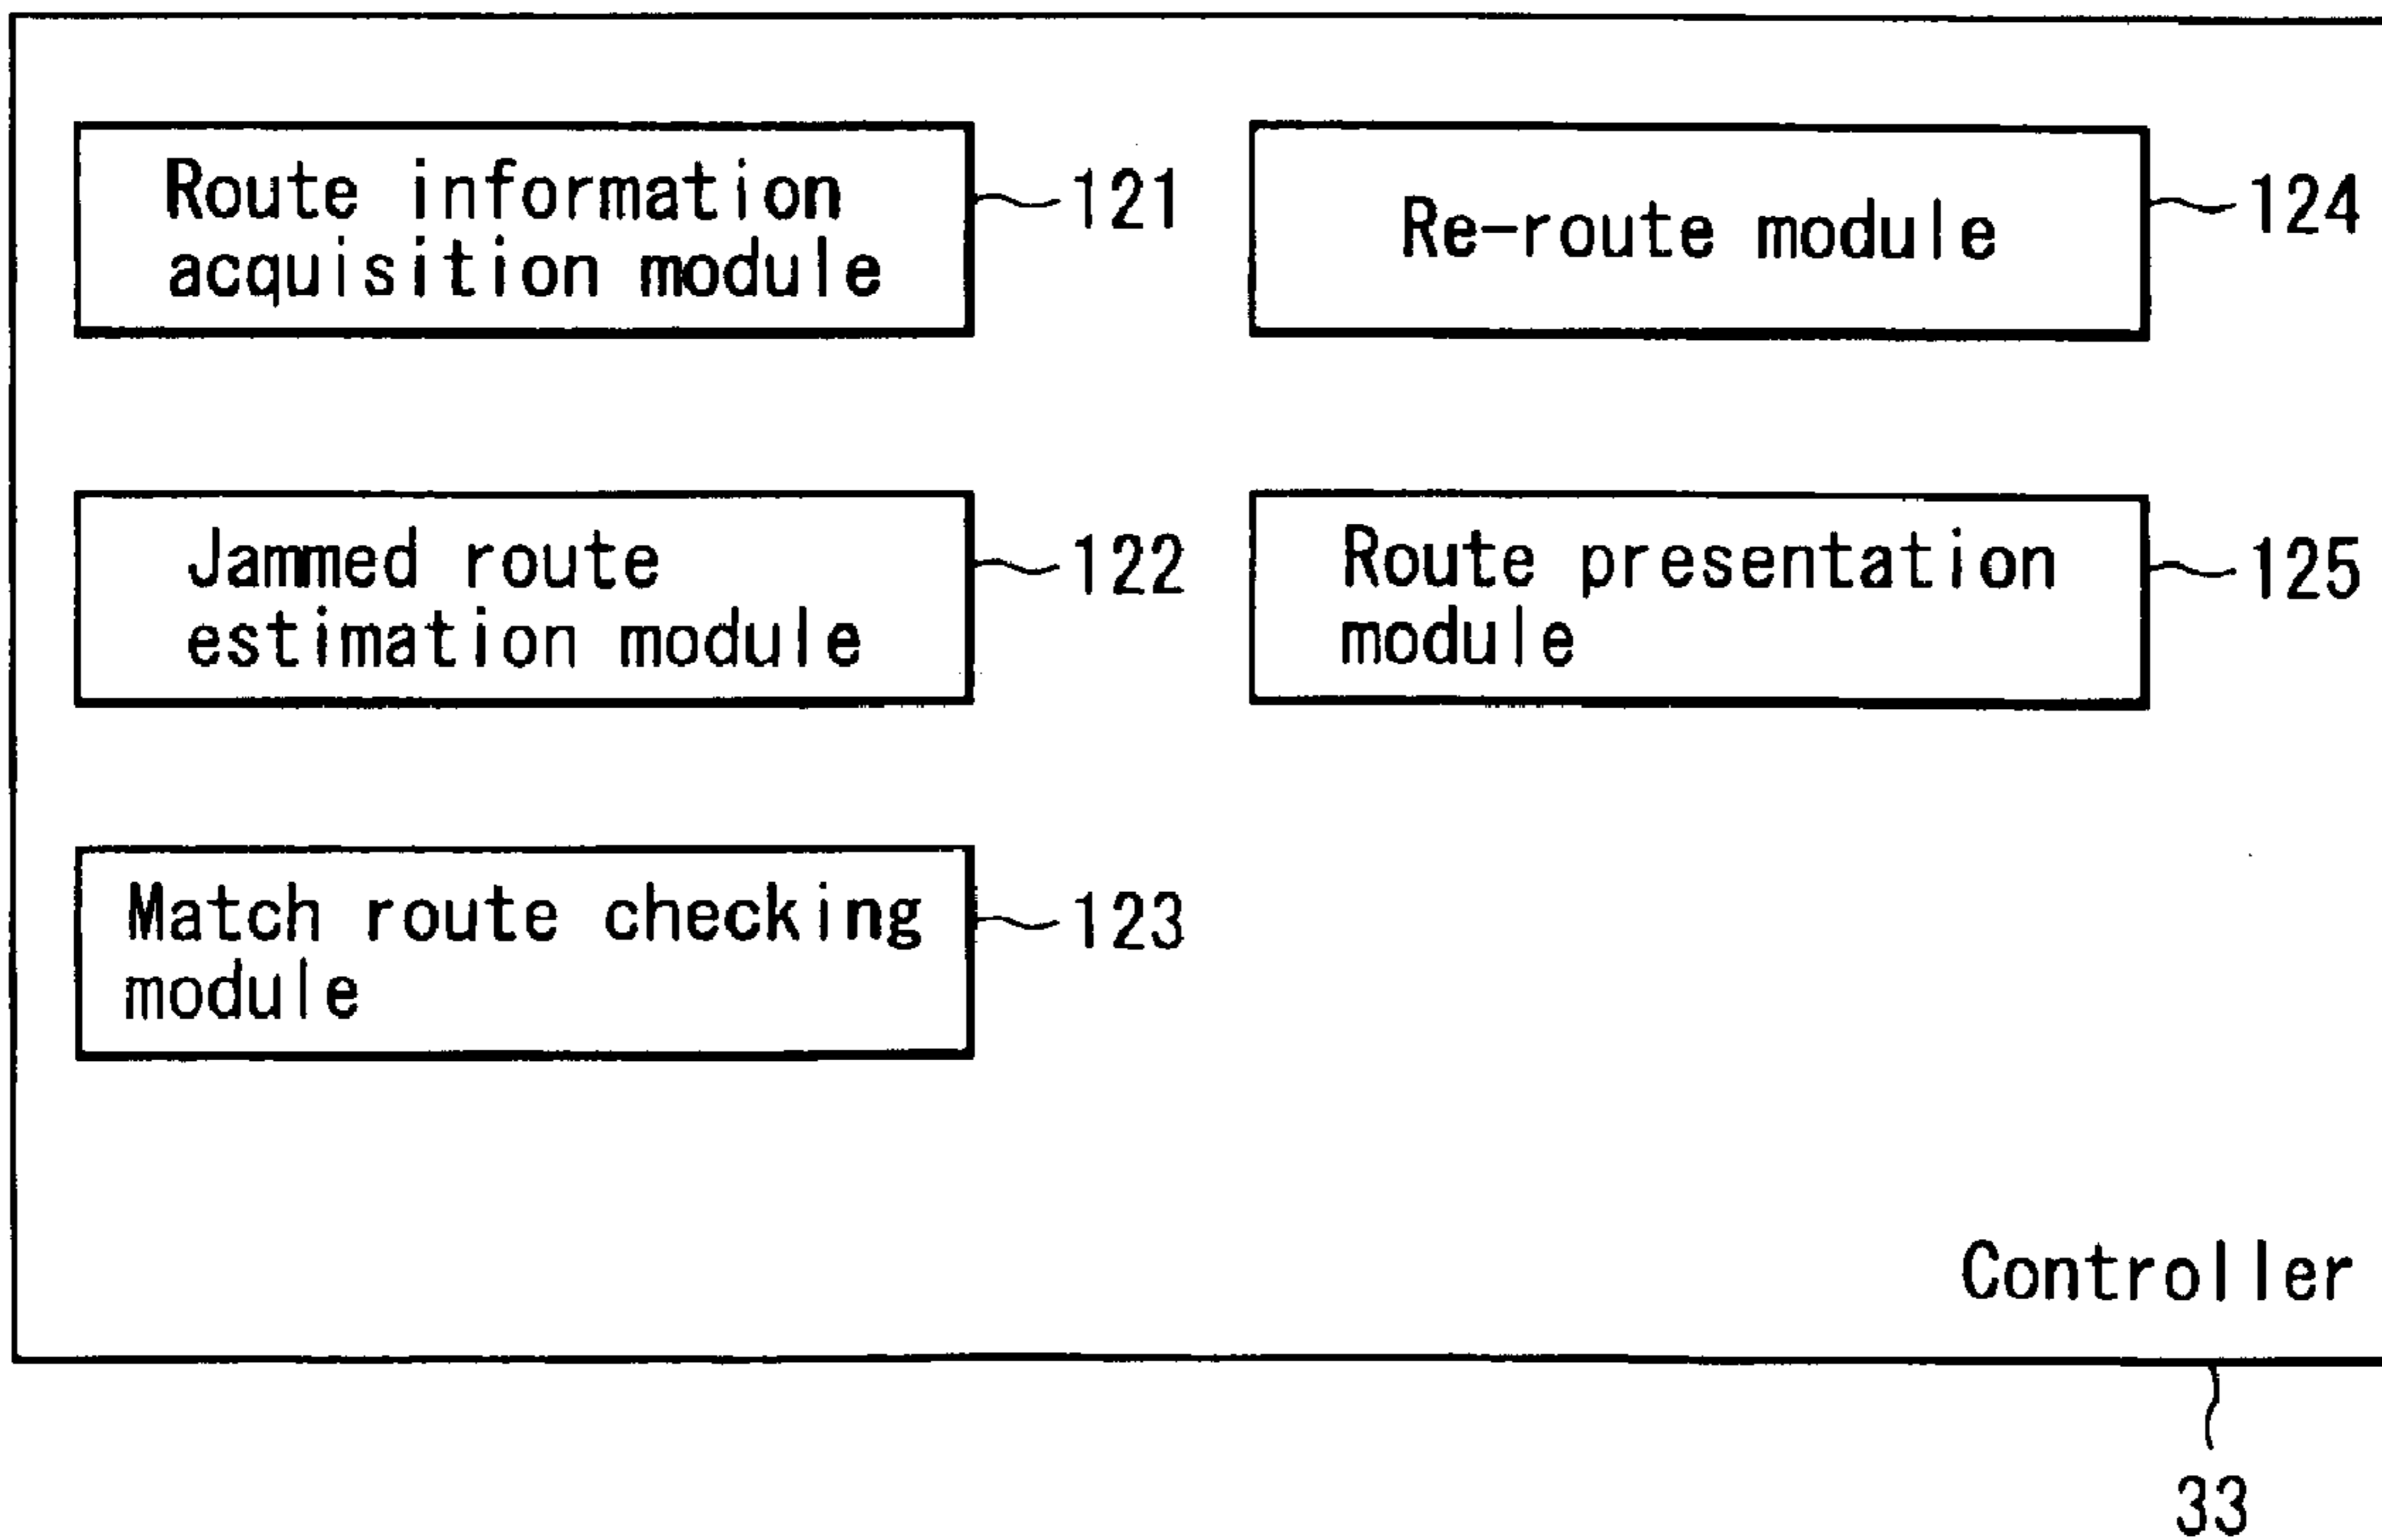 Route information
acquisition module
121
Jammed route
estimation module
122
Match route checking
module
123
Re-route module
124
Route presentation
module
125
Controller
33